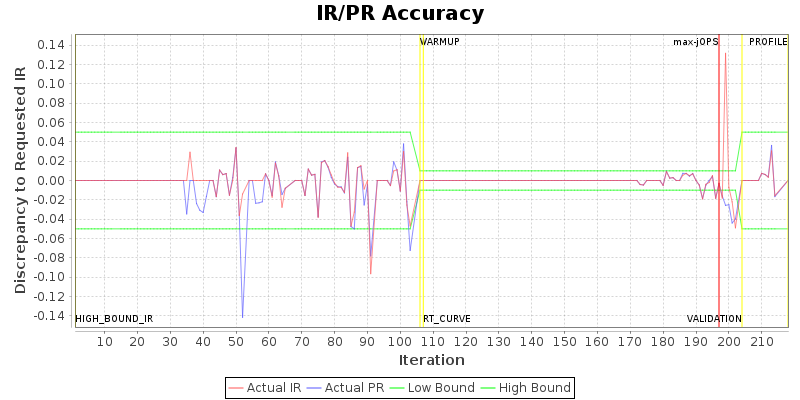 IR/PR Accuracy
Discrepancy to Requested IR
0.14
0.12
0.10
0.08
0.06
0.04
0.02
0.00
-0.02
-0.04
-0.06
-0.08
-0.10
-0.12
-0.14
WARMUP
max-jOPS
PROFILE
HIGH_BOUND_IR
RT_CURVE
VALIDATION
10 20 30 40 50 60 70 80 90 100 110 120 130 140 150 160 170 180 190 200 210
Iteration
Actual IR Actual PR Low Bound High Bound